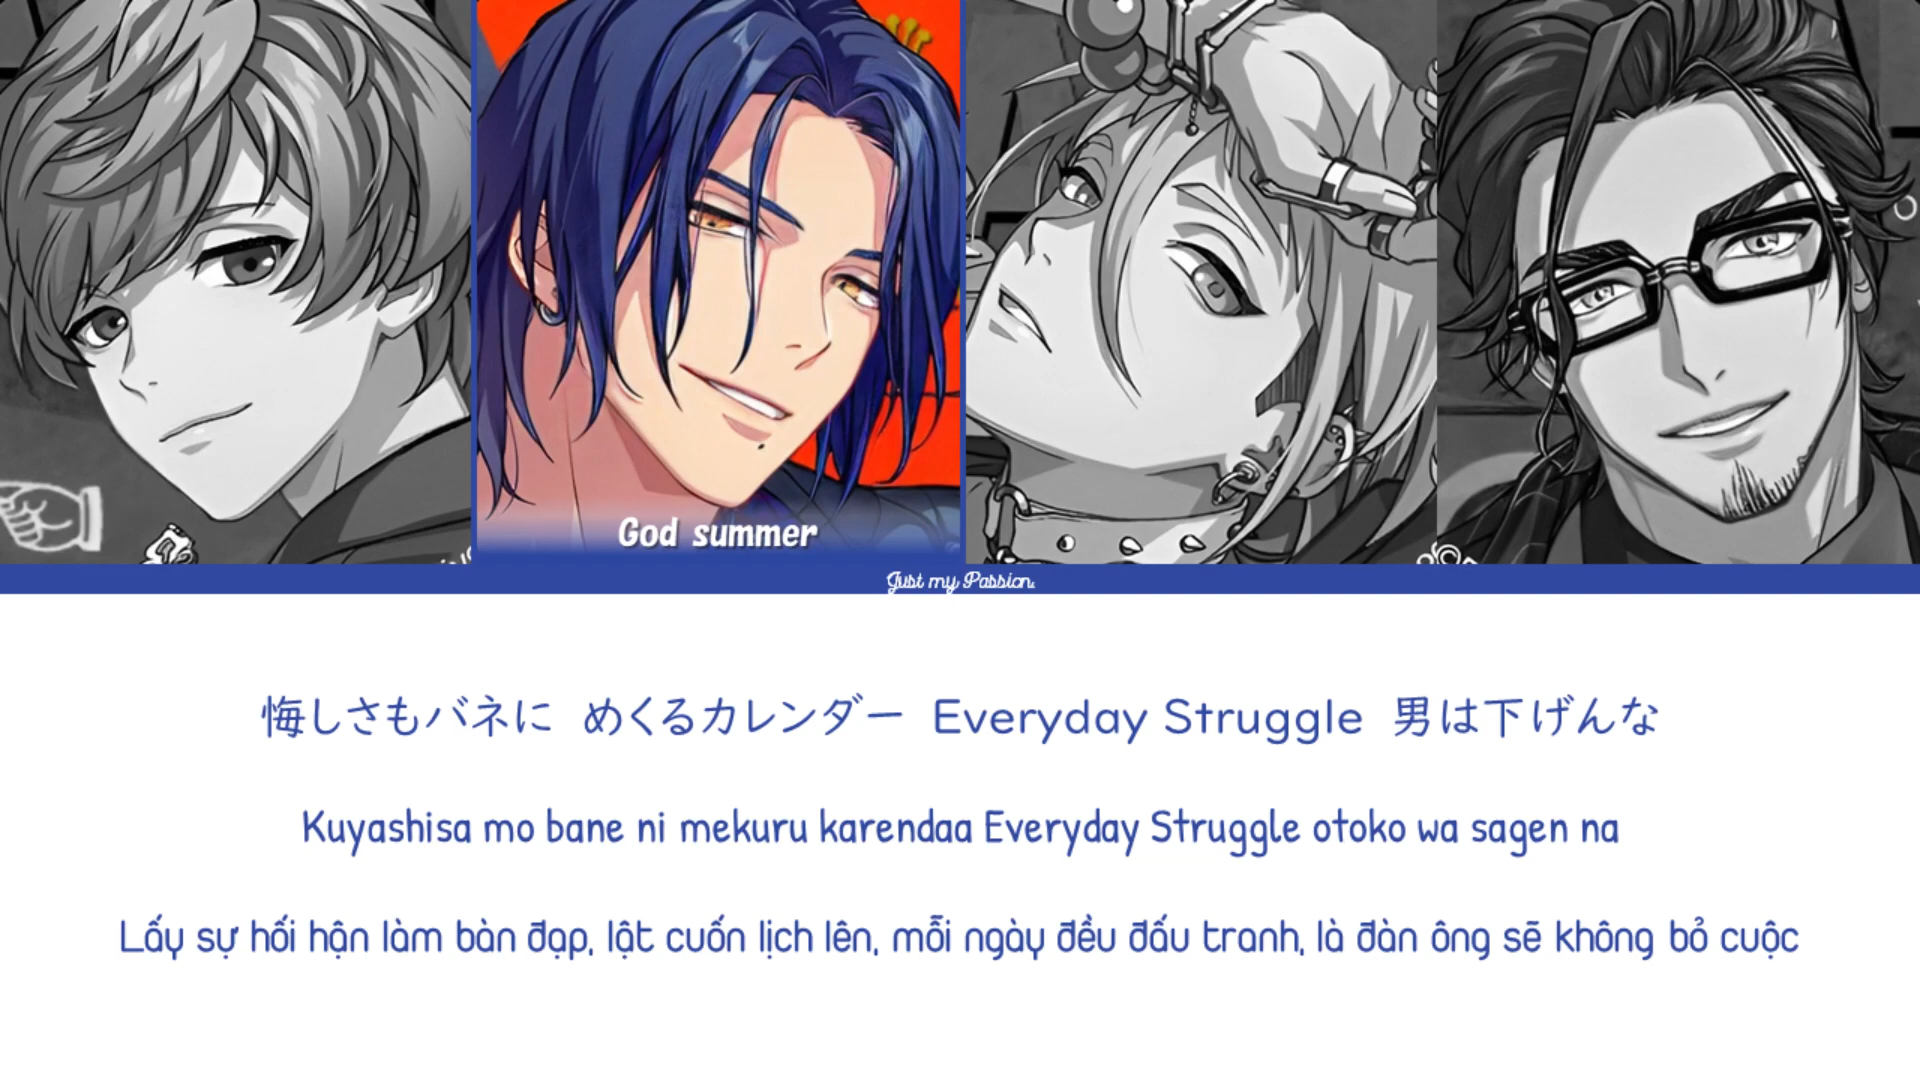 God summer
Just my Passion.
悔しさもバネに めくるカレンダー Everyday Struggle 男は下げんな
Kuyashisa mo bane ni mekuru karendaa Everyday Struggle otoko wa sagen na
Lấy sự hối hận làm bàn đạp, lật cuốn lịch lên, mỗi ngày đều đấu tranh, là đàn ông sẽ không bỏ cuộc